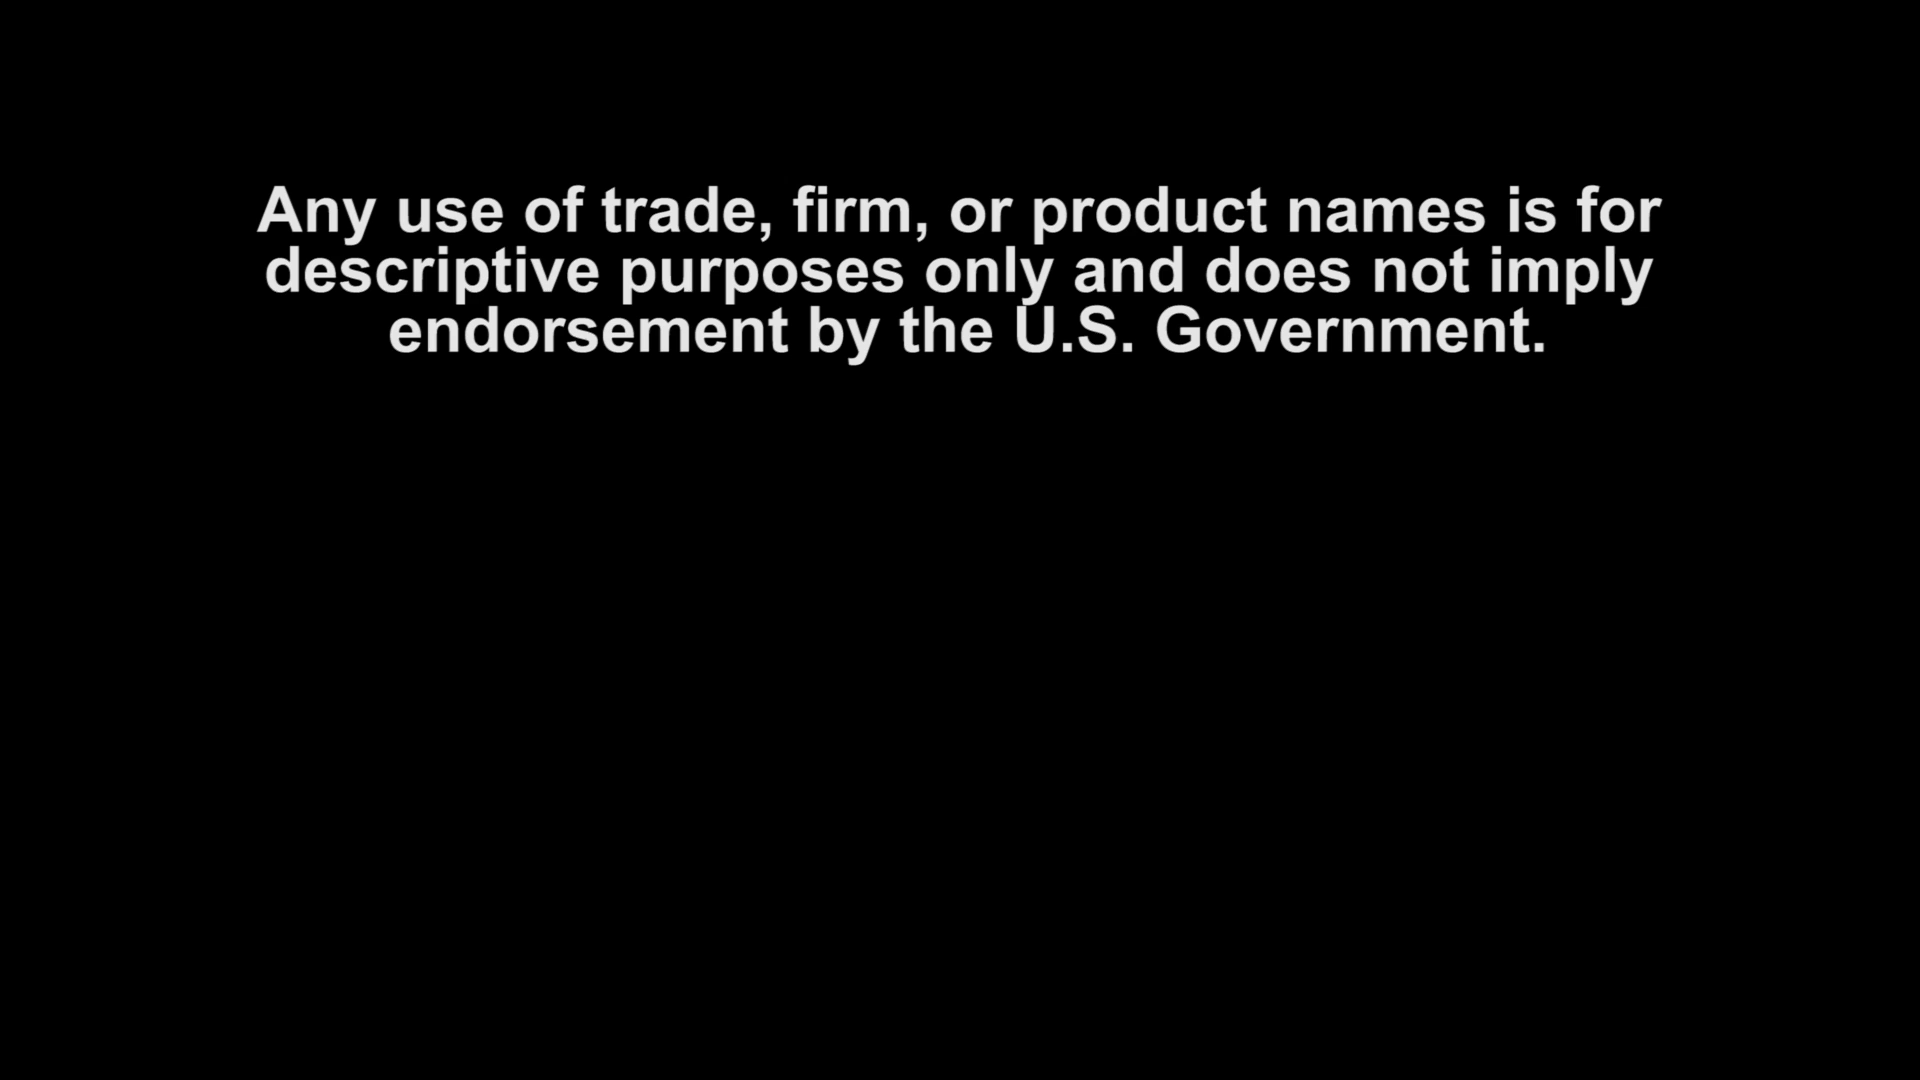 Any use of trade, firm, or product names is for
descriptive purposes only and does not imply
endorsement by the U.S. Government.